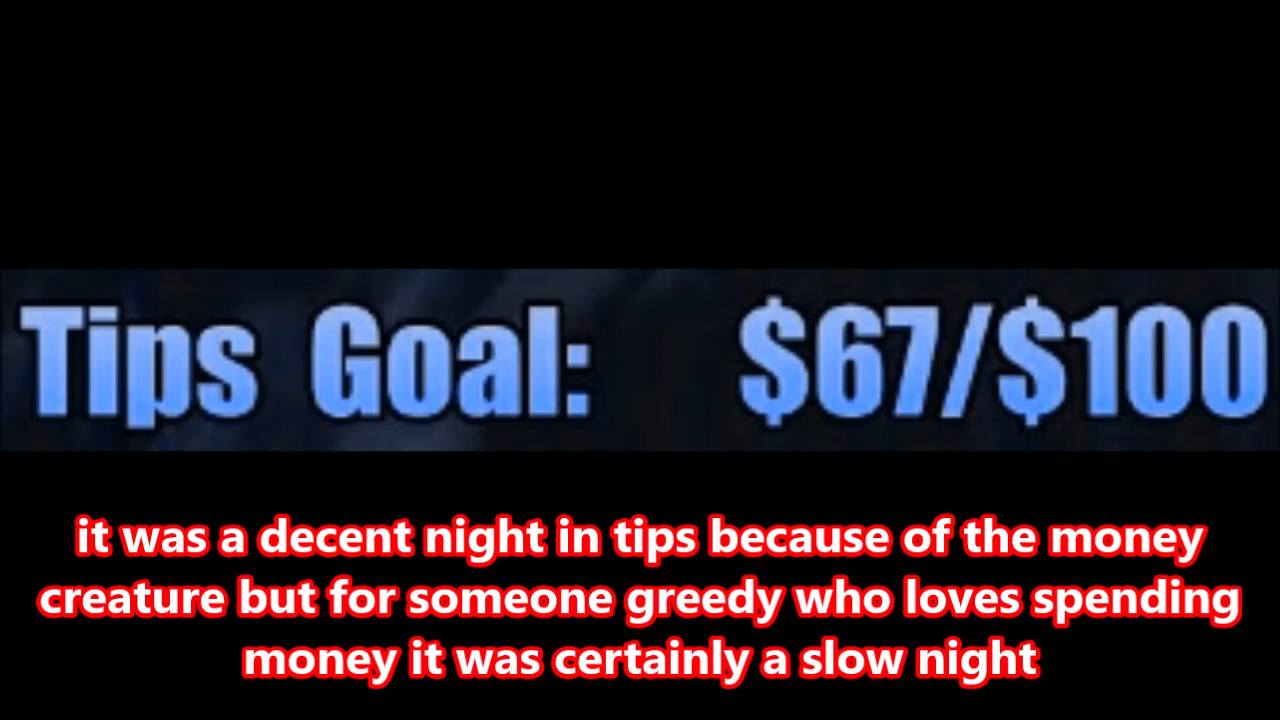 Tips Goal: $67/$100
it was a decent night in tips because of the money
creature but for someone greedy who loves spending
money it was certainly a slow night